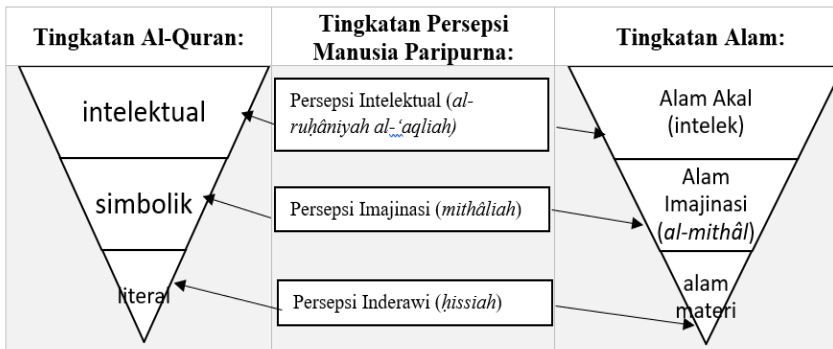 Tingkatan Al-Quran:
Tingkatan Persepsi
Manusia Paripurna:
Tingkatan Alam:
intelektual
simbolik
literal
Persepsi Intelektual (al-
ruḥâniyah al-‘aqliah)
Persepsi Imajinasi (mithâliah)
Persepsi Inderawi (ḥissiah)
Alam Akal
(intelek)
Alam
Imajinasi
(al-mithâl)
alam
materi